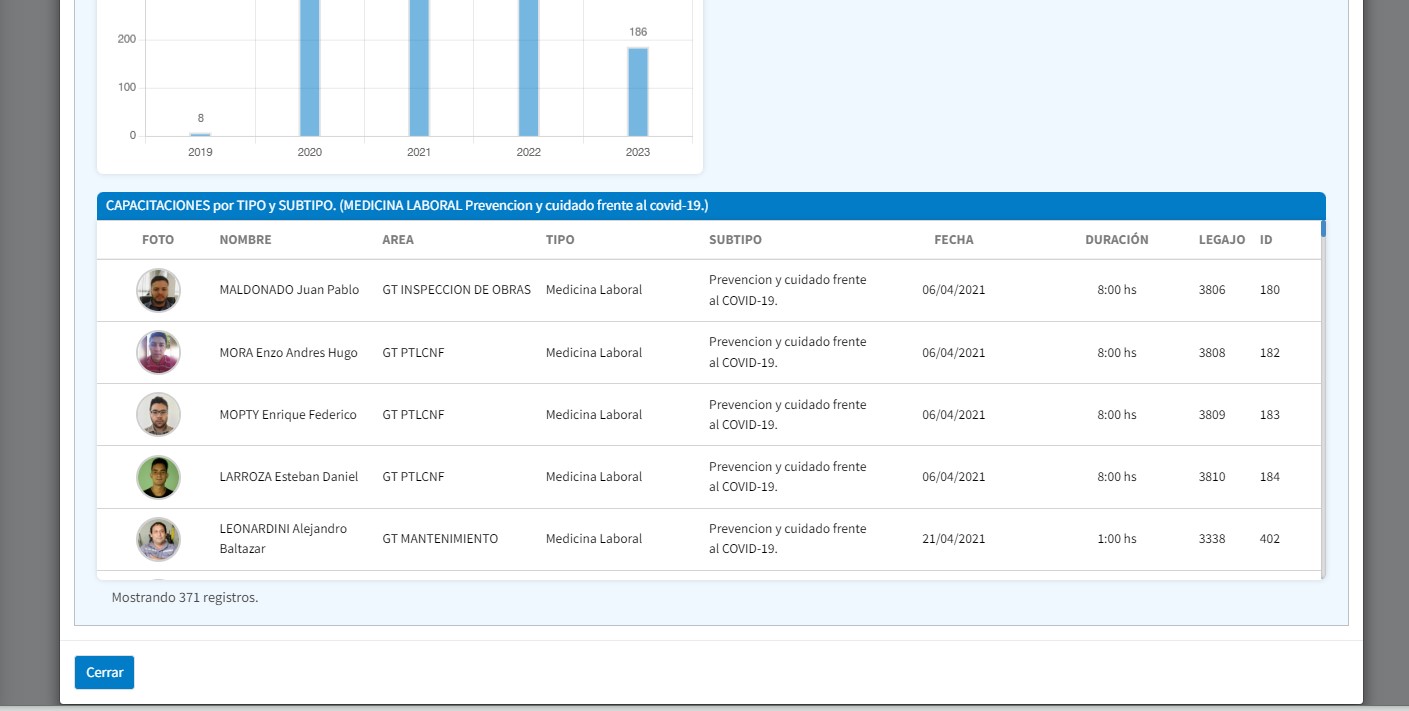 200
186
100
8
0
2019 2020 2021 2022 2023
CAPACITACIONES por TIPO y SUBTIPO. (MEDICINA LABORAL Prevencion y cuidado frente al covid-19.)
FOTO NOMBRE AREA TIPO SUBTIPO FECHA DURACIÓN LEGAJO ID
MALDONADO Juan Pablo GT INSPECCION DE OBRAS Medicina Laboral Prevencion y cuidado frente
al COVID-19. 06/04/2021 8:00 hs 3806 180
MORA Enzo Andres Hugo GT PTLCNF Medicina Laboral Prevencion y cuidado frente
al COVID-19. 06/04/2021 8:00 hs 3808 182
MOPTY Enrique Federico GT PTLCNF Medicina Laboral Prevencion y cuidado frente
al COVID-19. 06/04/2021 8:00 hs 3809 183
LARROZA Esteban Daniel GT PTLCNF Medicina Laboral Prevencion y cuidado frente
al COVID-19. 06/04/2021 8:00 hs 3810 184
LEONARDINI Alejandro
Baltazar GT MANTENIMIENTO Medicina Laboral Prevencion y cuidado frente
al COVID-19. 21/04/2021 1:00 hs 3338 402
Mostrando 371 registros.
Cerrar